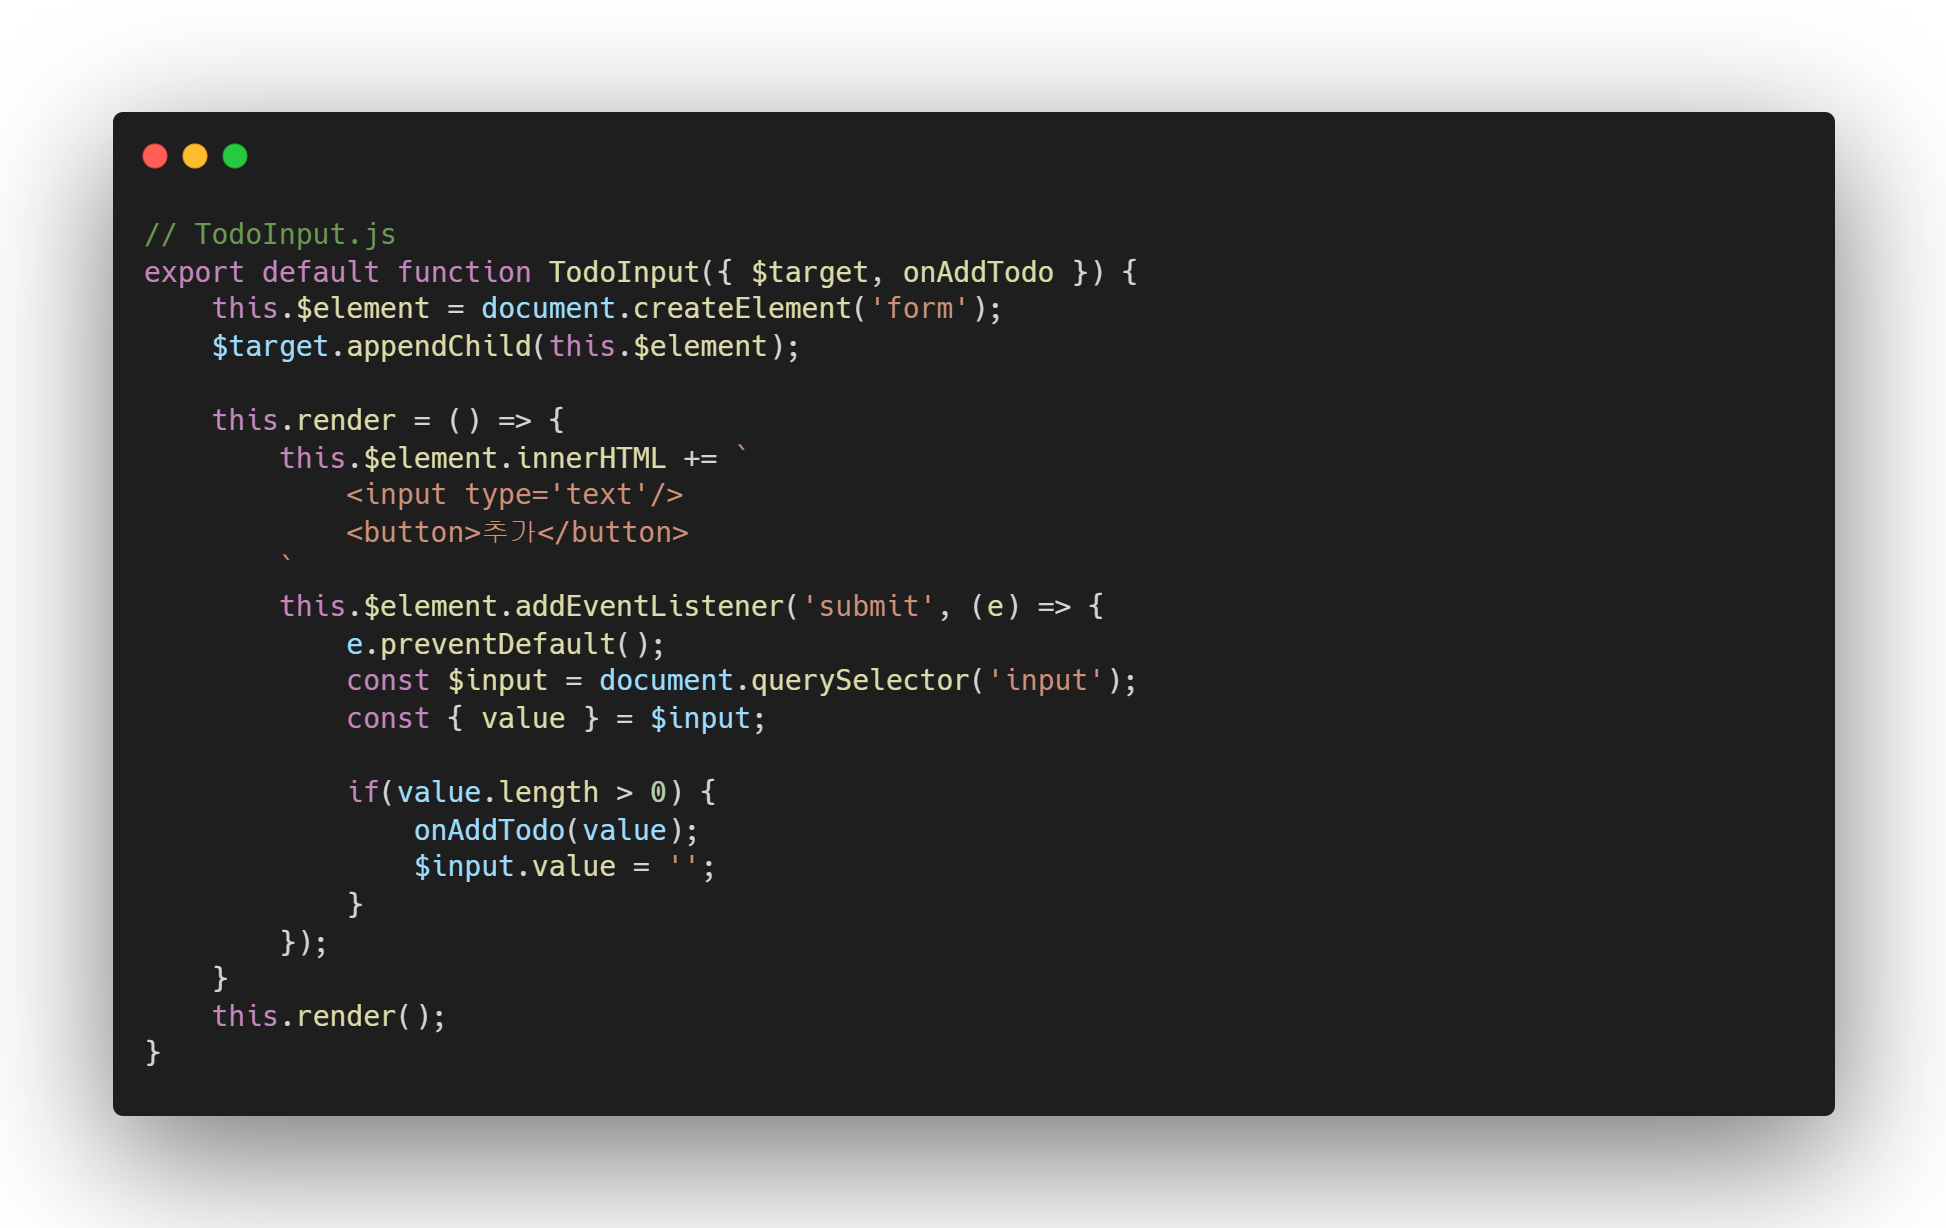 // TodoInput.js
export default function TodoInput({ $target, onAddTodo }) {
    this.$element = document.createElement('form');
    $target.appendChild(this.$element);

    this.render = () => {
        this.$element.innerHTML += `
            <input type='text'/>
            <button>추가</button>
        `
        this.$element.addEventListener('submit', (e) => {
            e.preventDefault();
            const $input = document.querySelector('input');
            const { value } = $input;

            if(value.length > 0) {
                onAddTodo(value);
                $input.value = '';
            }
        });
    }
    this.render();
}